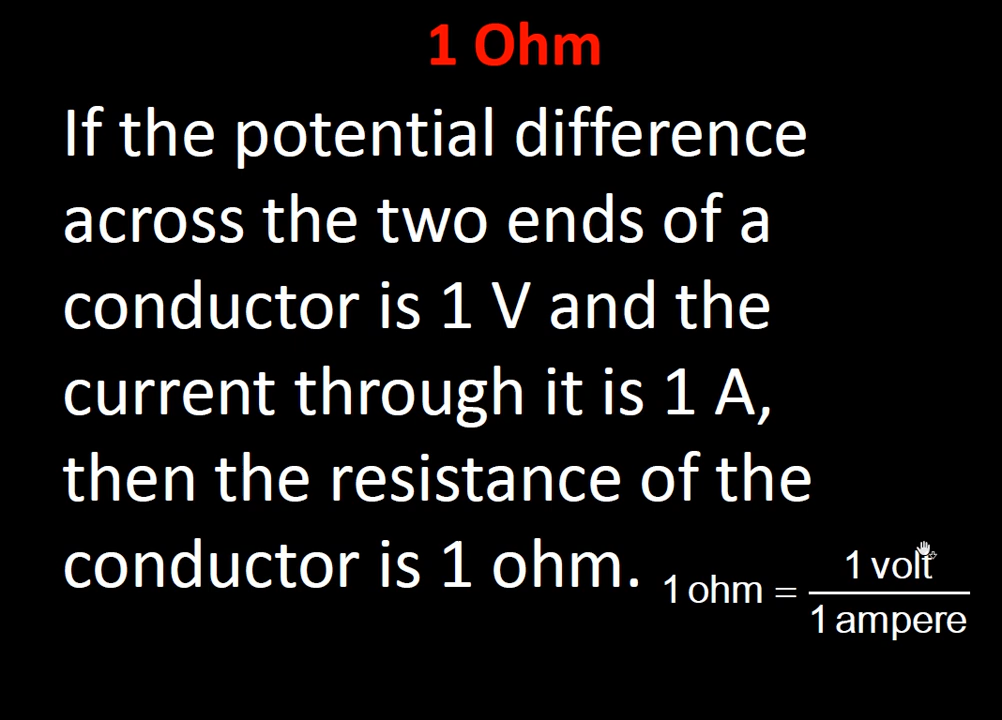 1 Ohm
If the potential difference
across the two ends of a
conductor is 1 V and the
current through it is 1 A,
then the resistance of the
conductor is 1 ohm.
1 ohm = 1 volt / 1 ampere